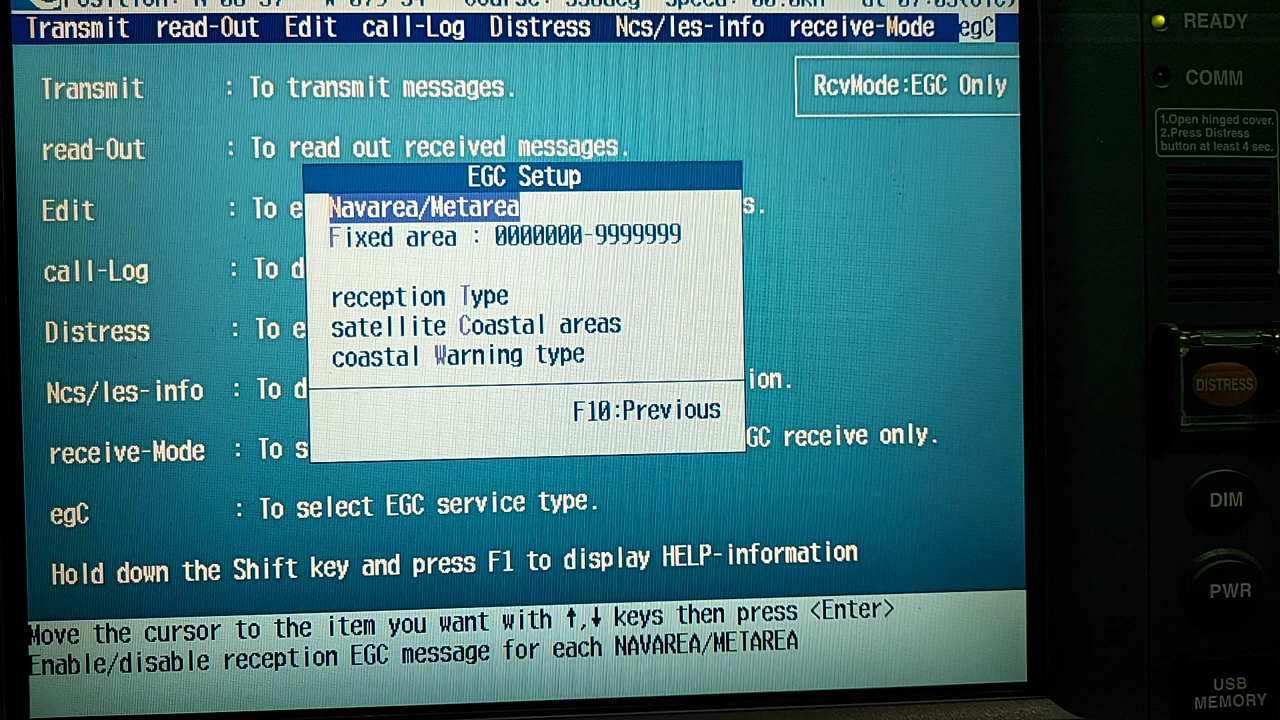 Transmit read-Out Edit call-Log Distress Ncs/les-info receive-Mode egC
Transmit : To transmit messages.
RcvMode:EGC Only
read-Out : To read out received messages.
Edit : To e
s.
call-Log : To d
Distress : To e
Ncs/les-info : To d
ion.
receive-Mode : To s
GC receive only.
egC : To select EGC service type.
Hold down the Shift key and press F1 to display HELP-information
EGC Setup
Navarea/Metarea
Fixed area : 0000000-9999999
reception Type
satellite Coastal areas
coastal Warning type
F10:Previous
Move the cursor to the item you want with ↑,↓ keys then press <Enter>
Enable/disable reception EGC message for each NAVAREA/METAREA
READY
COMM
1.Open hinged cover.
2.Press Distress
button at least 4 sec.
DISTRESS
DIM
PWR
USB
MEMORY